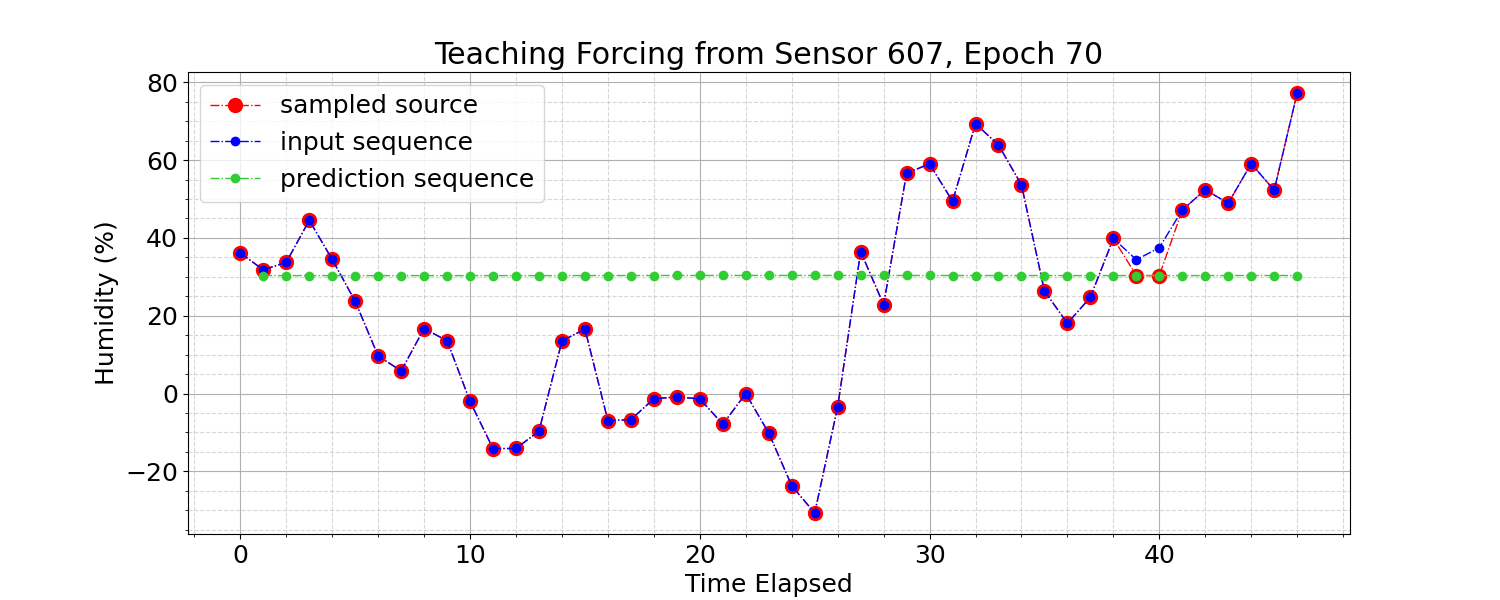 Teaching Forcing from Sensor 607, Epoch 70
80
60
40
20
0
−20
Humidity (%)
sampled source
input sequence
prediction sequence
0 10 20 30 40
Time Elapsed